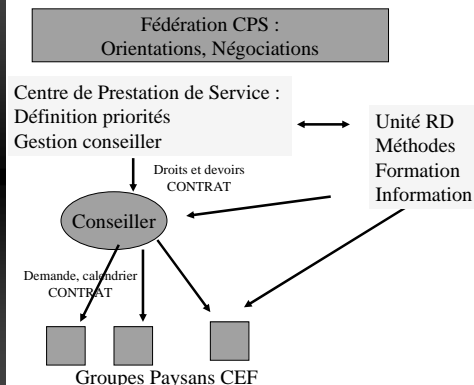 Fédération CPS :
Orientations, Négociations
Centre de Prestation de Service :
Définition priorités
Gestion conseiller
Unité RD
Méthodes
Formation
Information
Droits et devoirs
CONTRAT
Conseiller
Demande, calendrier
CONTRAT
Groupes Paysans CEF